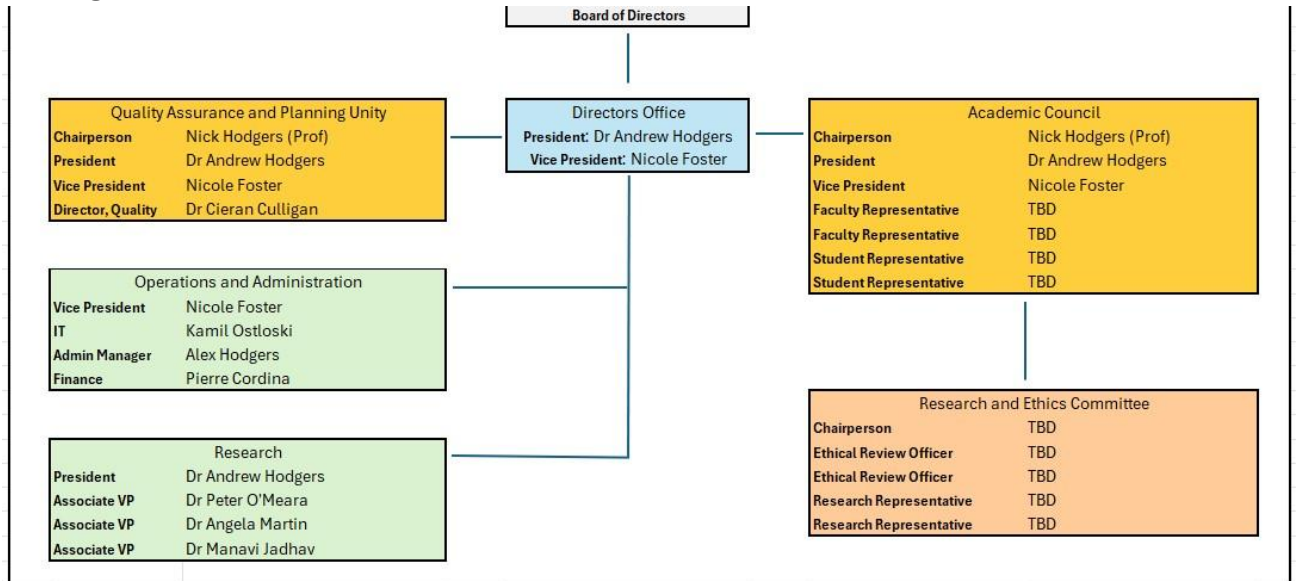 Board of Directors
Quality Assurance and Planning Unity
Chairperson Nick Hodgers (Prof)
President Dr Andrew Hodgers
Vice President Nicole Foster
Director, Quality Dr Cieran Culligan
Directors Office
President: Dr Andrew Hodgers
Vice President: Nicole Foster
Academic Council
Chairperson Nick Hodgers (Prof)
President Dr Andrew Hodgers
Vice President Nicole Foster
Faculty Representative TBD
Faculty Representative TBD
Student Representative TBD
Student Representative TBD
Operations and Administration
Vice President Nicole Foster
IT Kamil Ostloski
Admin Manager Alex Hodgers
Finance Pierre Cordina
Research and Ethics Committee
Chairperson TBD
Ethical Review Officer TBD
Ethical Review Officer TBD
Research Representative TBD
Research Representative TBD
Research
President Dr Andrew Hodgers
Associate VP Dr Peter O'Meara
Associate VP Dr Angela Martin
Associate VP Dr Manavi Jadhav